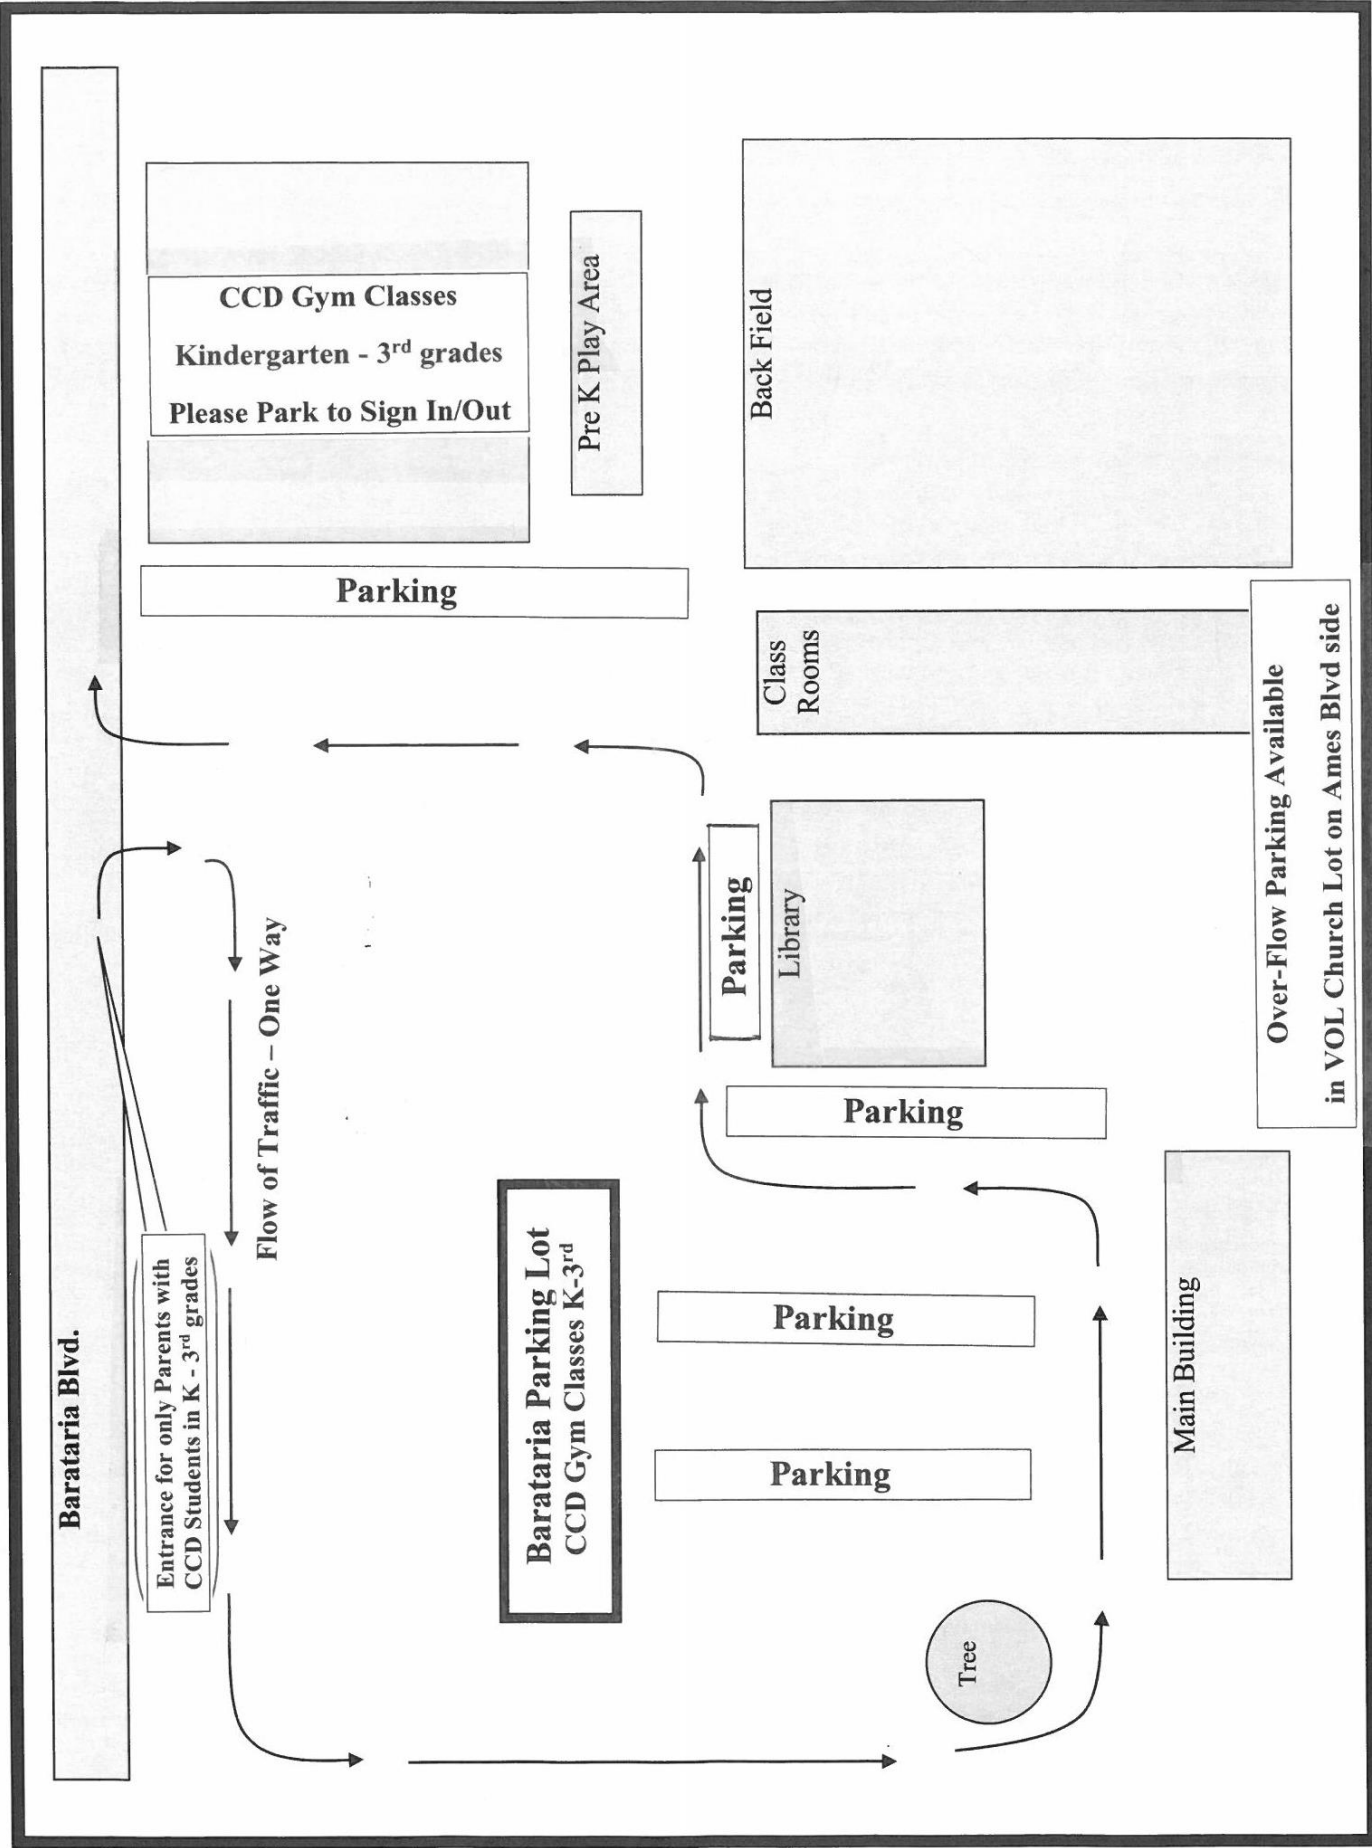 Barataria Blvd.
CCD Gym Classes
Kindergarten - 3rd grades
Please Park to Sign In/Out
Pre K Play Area
Back Field
Parking
Class
Rooms
Over-Flow Parking Available
in VOL Church Lot on Ames Blvd side
Parking
Library
Flow of Traffic – One Way
Parking
Entrance for only Parents with
CCD Students in K - 3rd grades
Barataria Parking Lot
CCD Gym Classes K-3rd
Parking
Parking
Main Building
Tree